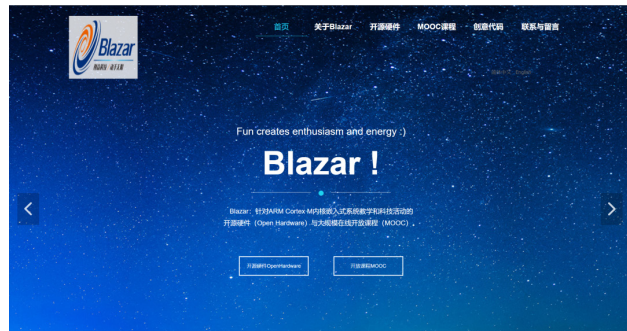 Blazar
首页 关于Blazar 开源硬件 MOOC课程 创意代码 联系与留言
English
Fun creates enthusiasm and energy :)
Blazar！
Blazar：针对ARM Cortex-M内核嵌入式系统教学和科技活动的
开源硬件（Open Hardware）与大规模在线开放课程（MOOC）。
开源硬件OpenHardware 开放课程MOOC